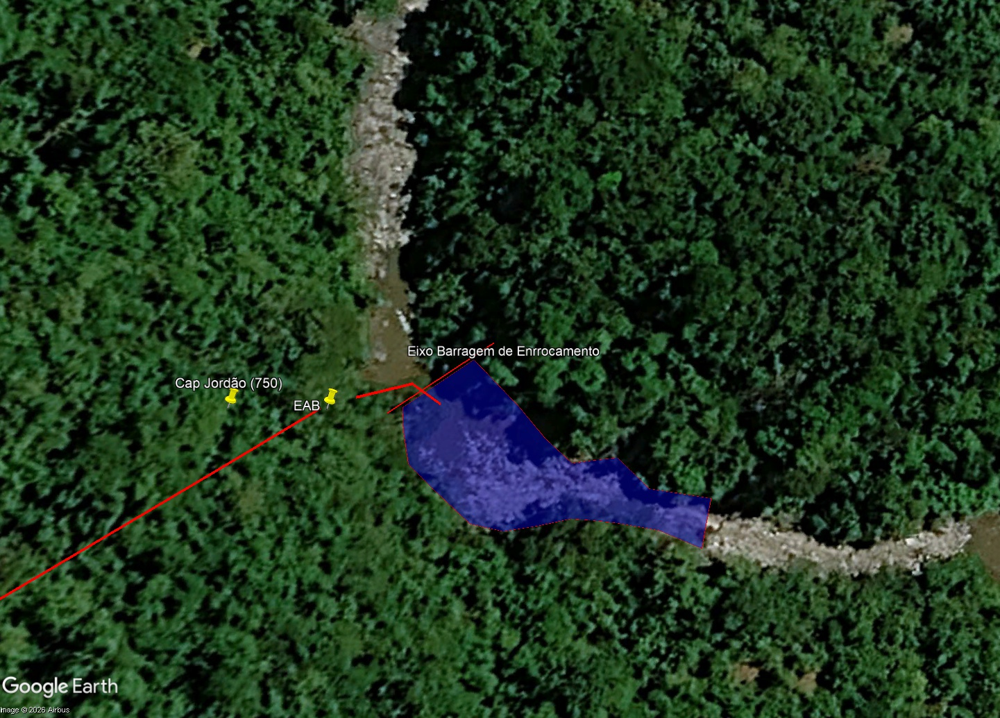 Eixo Barragem de Enrrocamento
Cap Jordão (750)
EAB
Google Earth
Image © 2026 Airbus